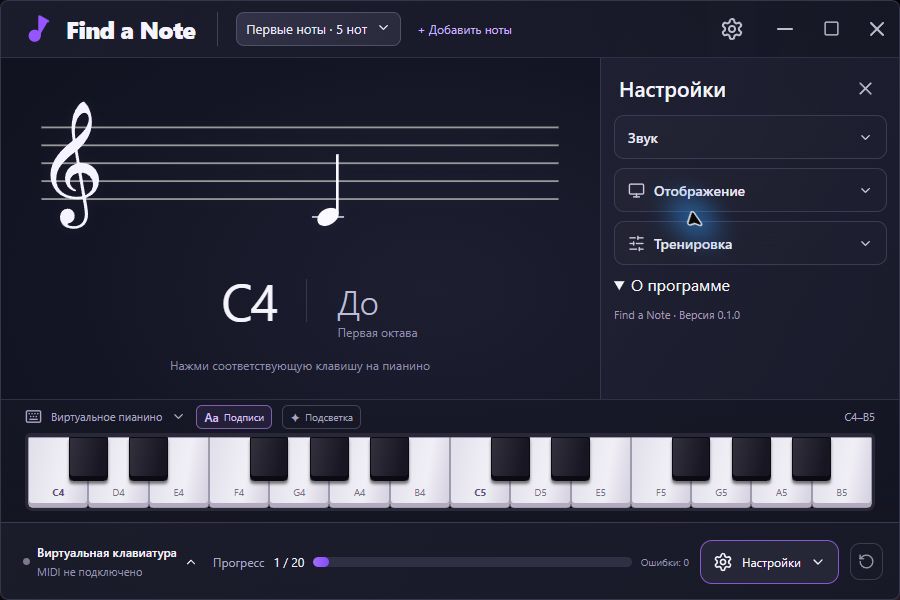 Find a Note
Первые ноты · 5 нот
+ Добавить ноты
Настройки
Звук
Отображение
Тренировка
▼ О программе
Find a Note · Версия 0.1.0
C4
До
Первая октава
Нажми соответствующую клавишу на пианино
Виртуальное пианино
Aa Подписи
Подсветка
C4–B5
C4 D4 E4 F4 G4 A4 B4 C5 D5 E5 F5 G5 A5 B5
Виртуальная клавиатура
MIDI не подключено
Прогресс 1 / 20
Ошибки: 0
Настройки